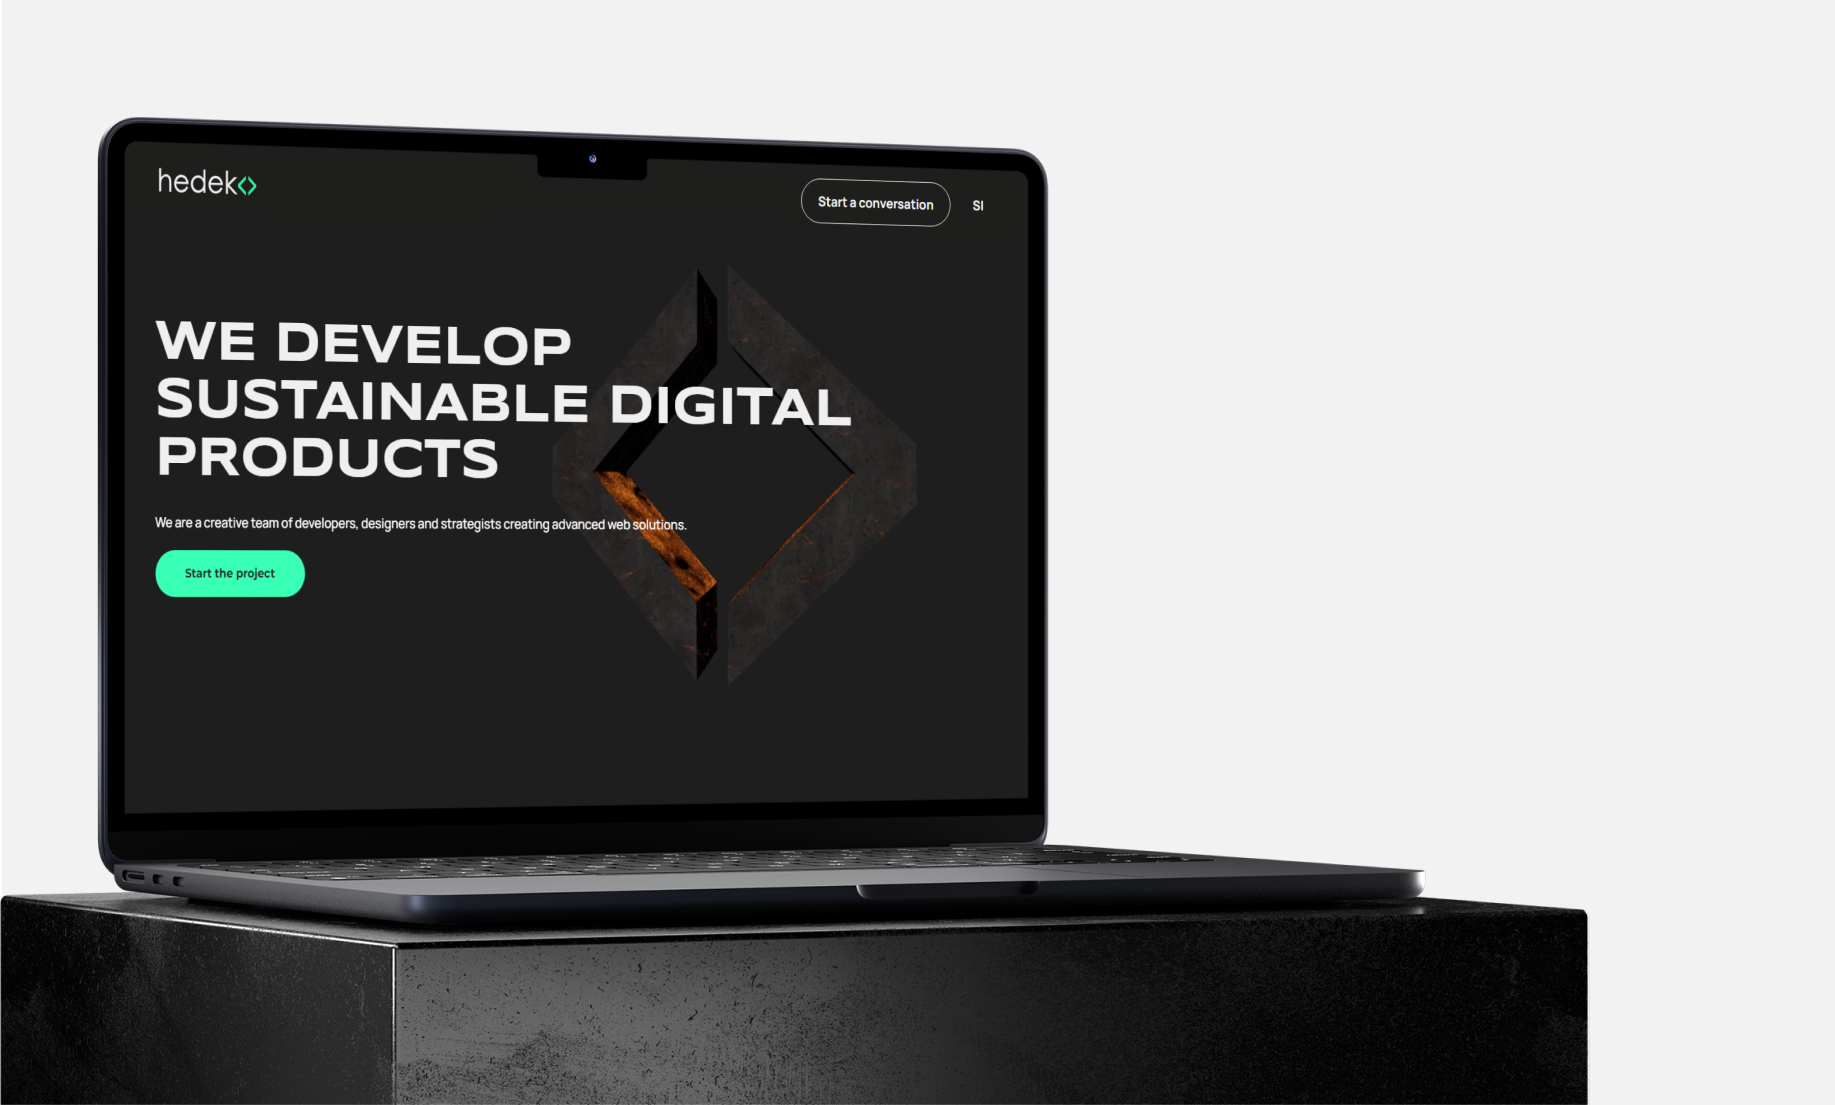 hedek<>
Start a conversation
SI
WE DEVELOP
SUSTAINABLE DIGITAL
PRODUCTS
We are a creative team of developers, designers and strategists creating advanced web solutions.
Start the project